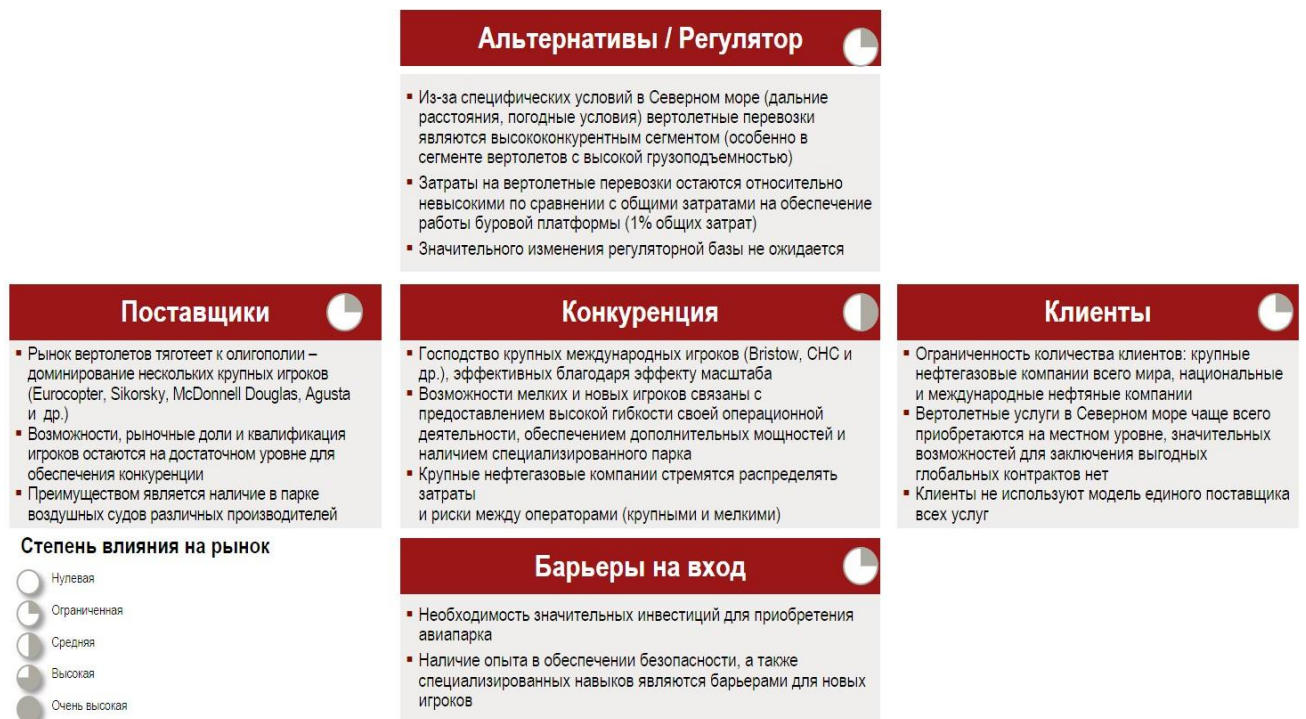 Альтернативы / Регулятор
▪ Из-за специфических условий в Северном море (дальние
расстояния, погодные условия) вертолетные перевозки
являются высококонкурентным сегментом (особенно в
сегменте вертолетов с высокой грузоподъемностью)
▪ Затраты на вертолетные перевозки остаются относительно
невысокими по сравнении с общими затратами на обеспечение
работы буровой платформы (1% общих затрат)
▪ Значительного изменения регуляторной базы не ожидается
Поставщики
▪ Рынок вертолетов тяготеет к олигополии –
доминирование нескольких крупных игроков
(Eurocopter, Sikorsky, McDonnell Douglas, Agusta
и др.)
▪ Возможности, рыночные доли и квалификация
игроков остаются на достаточном уровне для
обеспечения конкуренции
▪ Преимуществом является наличие в парке
воздушных судов различных производителей
Конкуренция
▪ Господство крупных международных игроков (Bristow, CHC и
др.), эффективных благодаря эффекту масштаба
▪ Возможности мелких и новых игроков связаны с
предоставлением высокой гибкости своей операционной
деятельности, обеспечением дополнительных мощностей и
наличием специализированного парка
▪ Крупные нефтегазовые компании стремятся распределять
затраты
и риски между операторами (крупными и мелкими)
Клиенты
▪ Ограниченность количества клиентов: крупные
нефтегазовые компании всего мира, национальные
и международные нефтяные компании
▪ Вертолетные услуги в Северном море чаще всего
приобретаются на местном уровне, значительных
возможностей для заключения выгодных
глобальных контрактов нет
▪ Клиенты не используют модель единого поставщика
всех услуг
Степень влияния на рынок
Нулевая
Ограниченная
Средняя
Высокая
Очень высокая
Барьеры на вход
▪ Необходимость значительных инвестиций для приобретения
авиапарка
▪ Наличие опыта в обеспечении безопасности, а также
специализированных навыков являются барьерами для новых
игроков